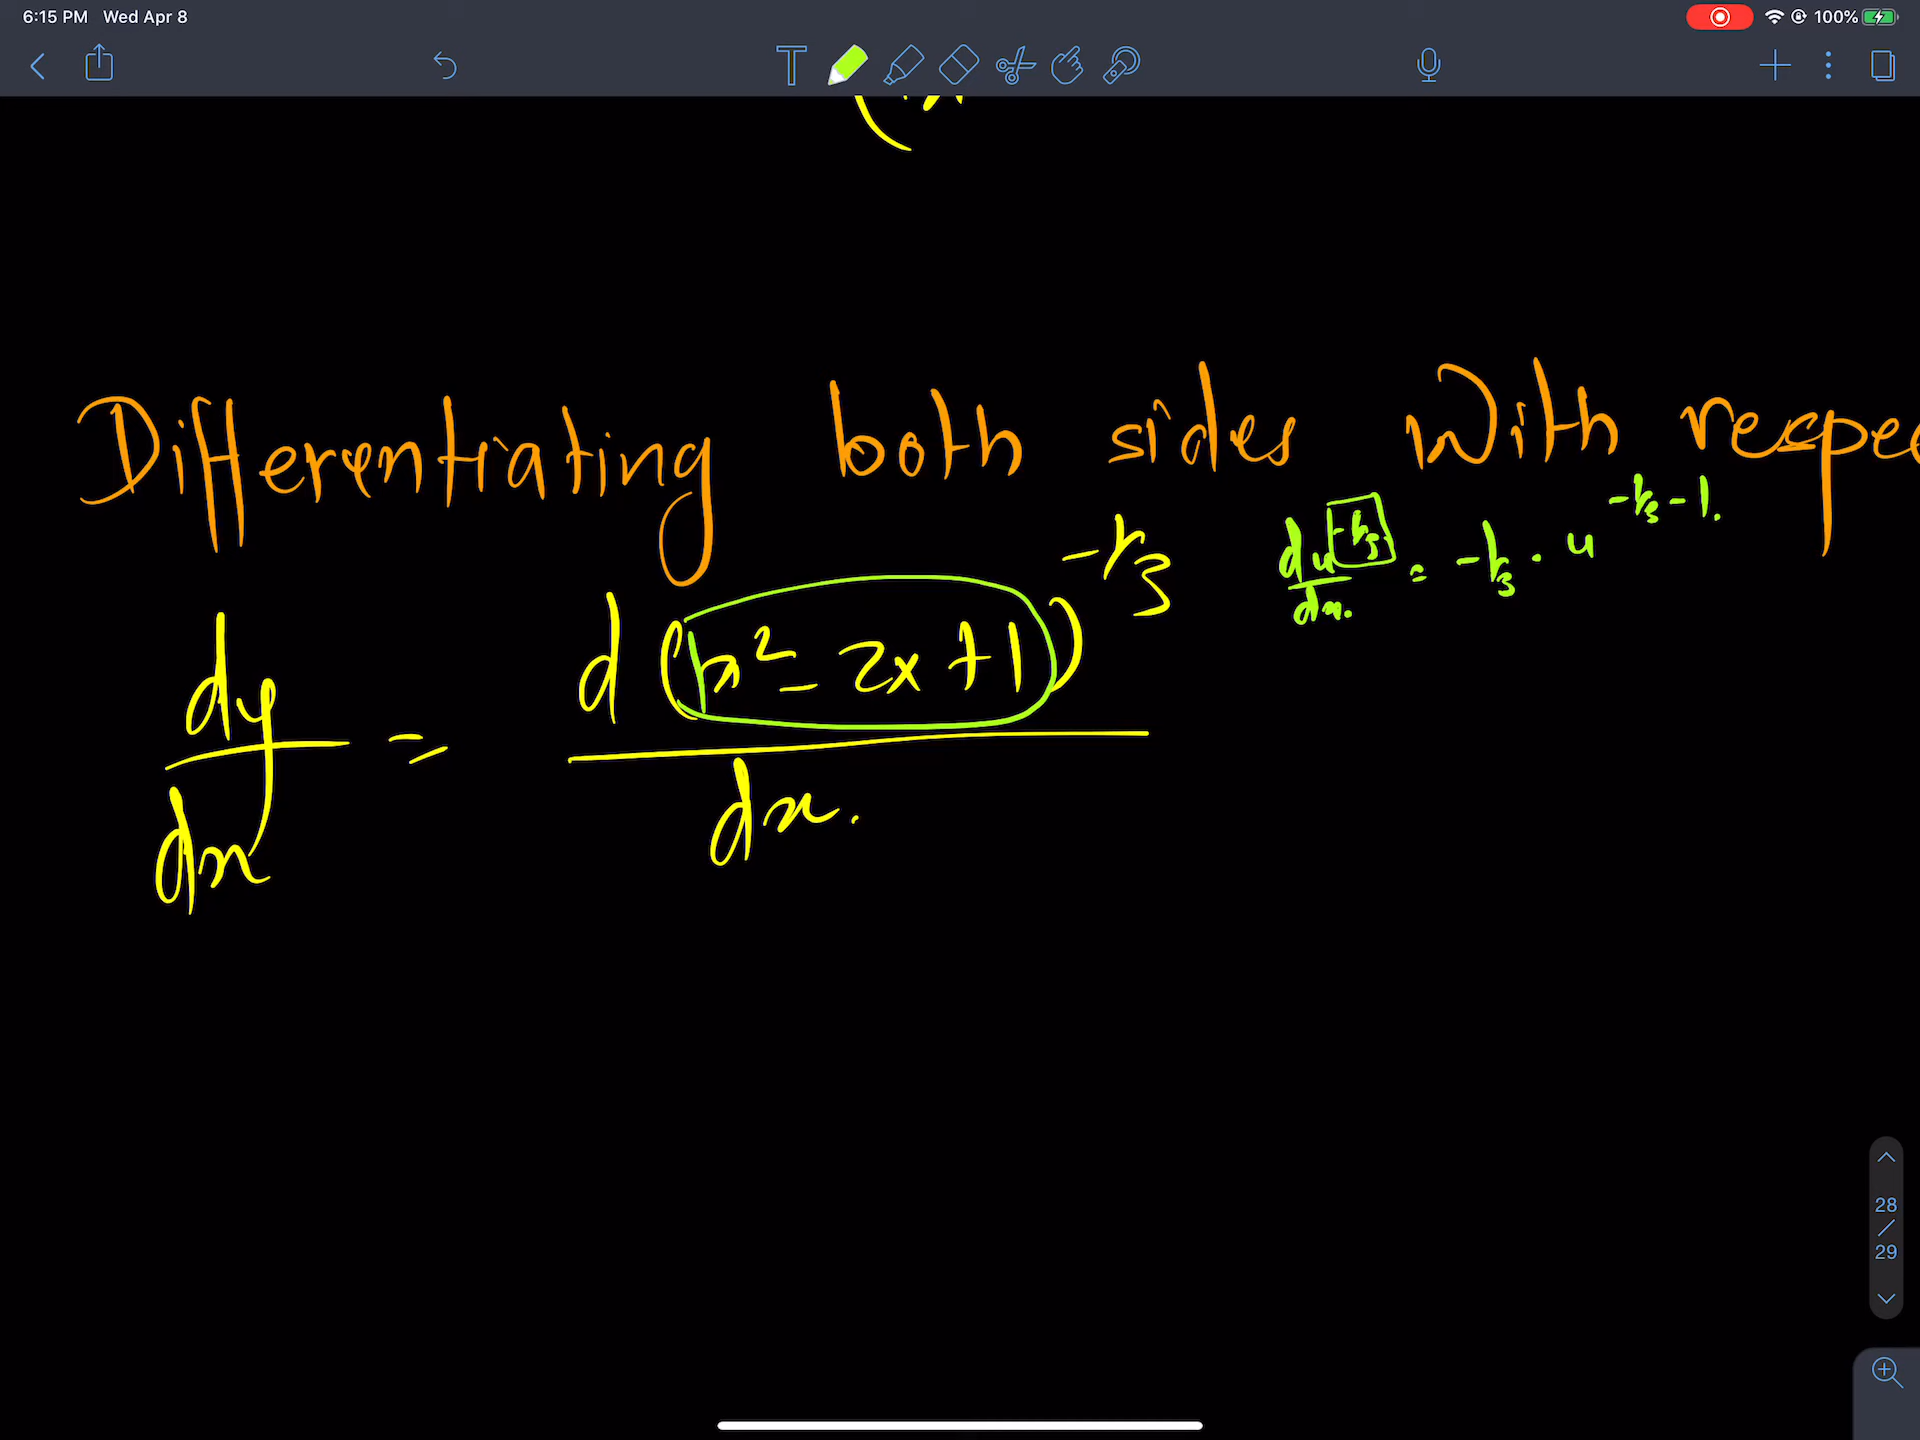 6:15 PM Wed Apr 8 100%
Differentiating both sides With respec
du^(-1/3)/dx. = -1/3 · u^(-1/3 - 1).
dy/dx = d(x² - 2x + 1)^(-1/3)/dx.
28
/
29